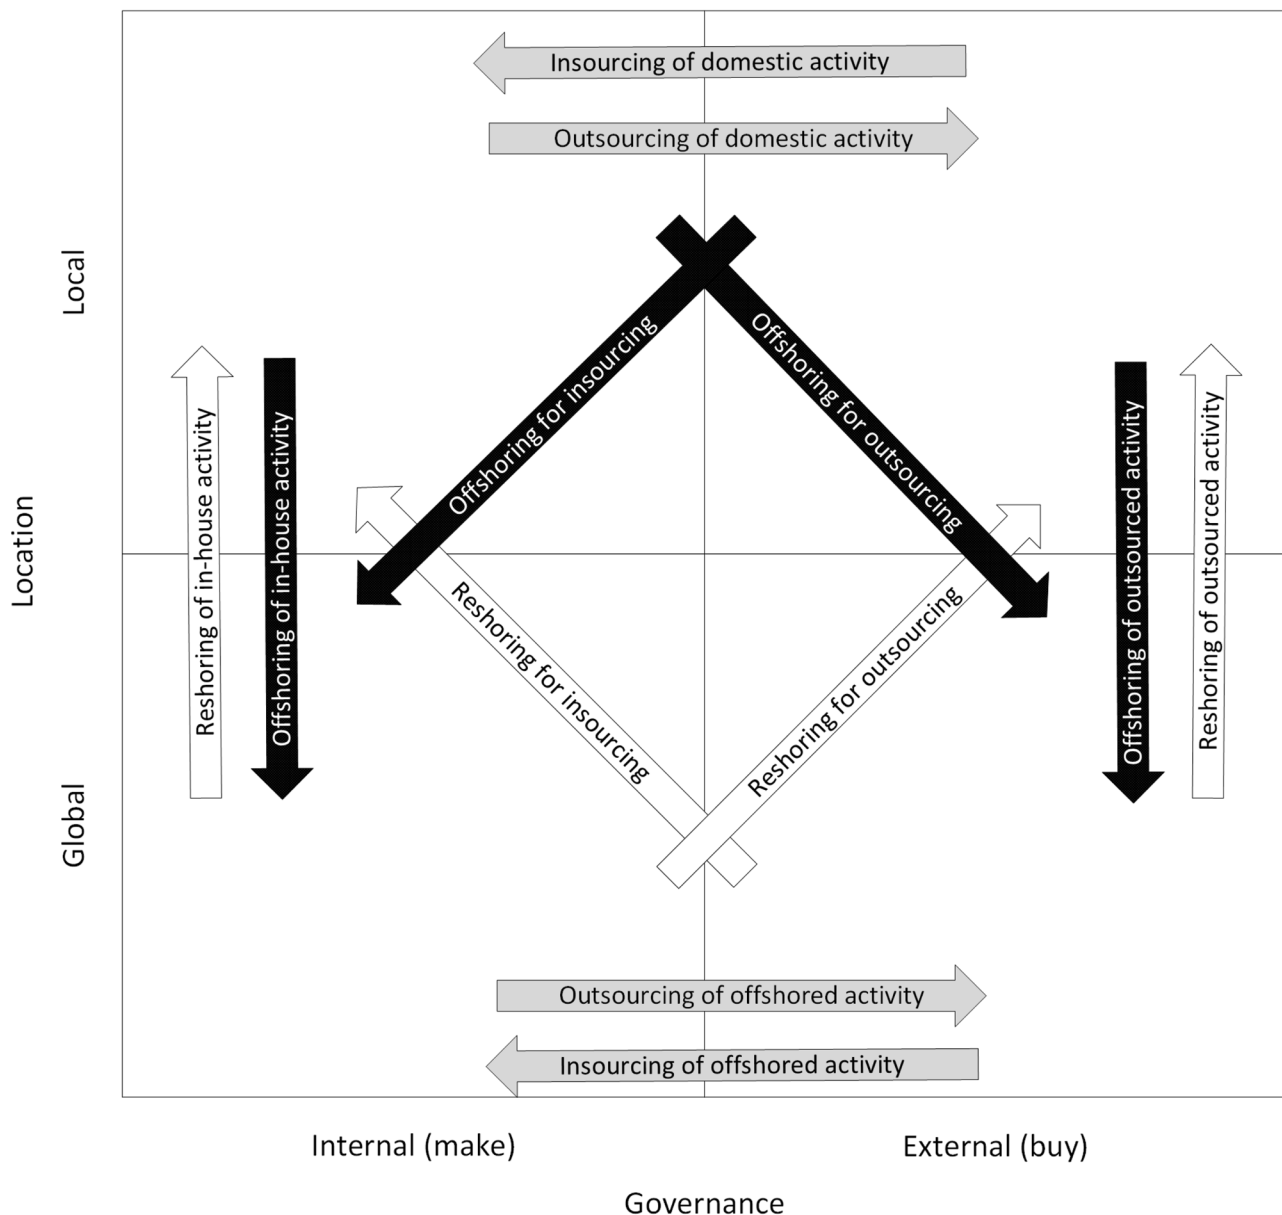 Insourcing of domestic activity
Outsourcing of domestic activity
Local
Offshoring for insourcing
Offshoring for outsourcing
Reshoring of in-house activity
Offshoring of in-house activity
Offshoring of outsourced activity
Reshoring of outsourced activity
Location
Reshoring for insourcing
Reshoring for outsourcing
Global
Outsourcing of offshored activity
Insourcing of offshored activity
Internal (make)
External (buy)
Governance